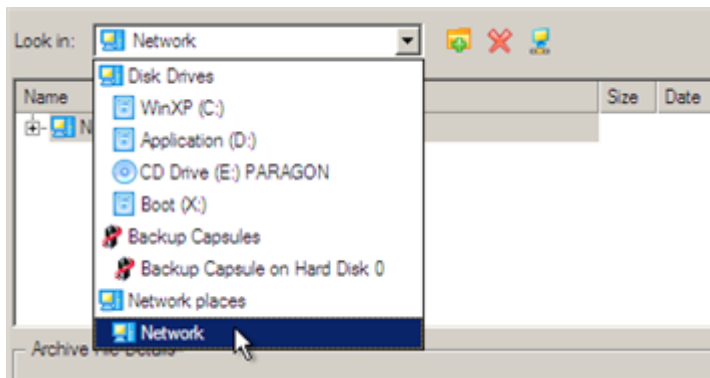 Look in: Network
Disk Drives
Name Size Date
WinXP (C:)
N
Application (D:)
CD Drive (E:) PARAGON
Boot (X:)
Backup Capsules
Backup Capsule on Hard Disk 0
Network places
Network
Archive File Details